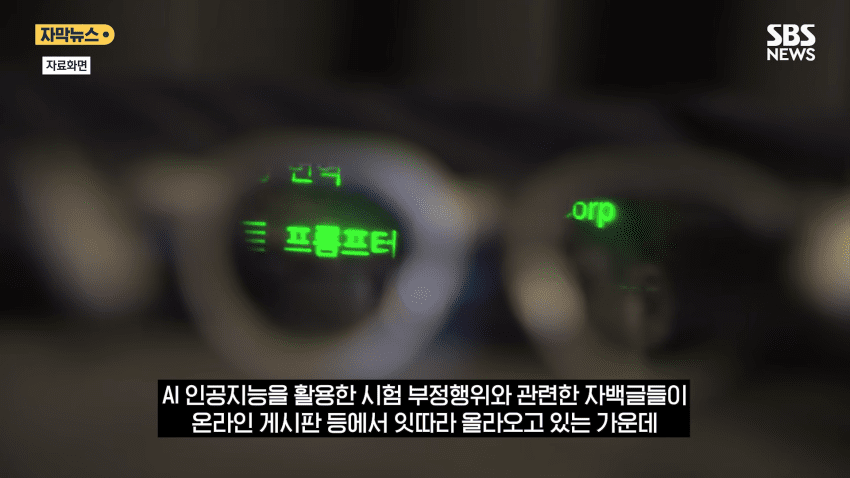 자막뉴스
자료화면
SBS
NEWS
번역
프롬프터
orp
AI 인공지능을 활용한 시험 부정행위와 관련한 자백글들이
온라인 게시판 등에서 잇따라 올라오고 있는 가운데